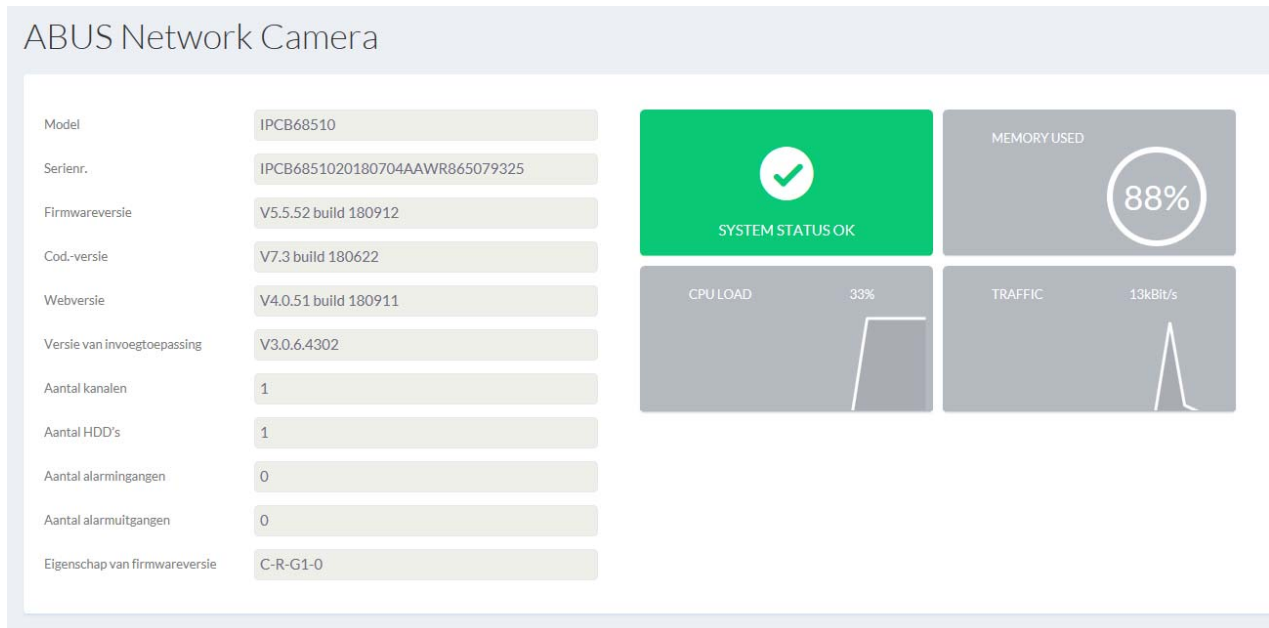 ABUS Network Camera
Model IPCB68510
Serienr. IPCB6851020180704AAWR865079325
Firmwareversie V5.5.52 build 180912
Cod.-versie V7.3 build 180622
Webversie V4.0.51 build 180911
Versie van invoegtoepassing V3.0.6.4302
Aantal kanalen 1
Aantal HDD's 1
Aantal alarmingangen 0
Aantal alarmuitgangen 0
Eigenschap van firmwareversie C-R-G1-0
SYSTEM STATUS OK
MEMORY USED
88%
CPU LOAD 33%
TRAFFIC 13kBit/s